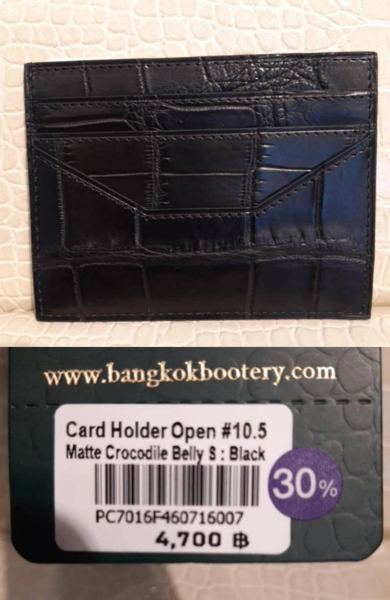 www.bangkokbootery.com
Card Holder Open #10.5
Matte Crocodile Belly S : Black
30%
PC7016F460716007
4,700 ฿